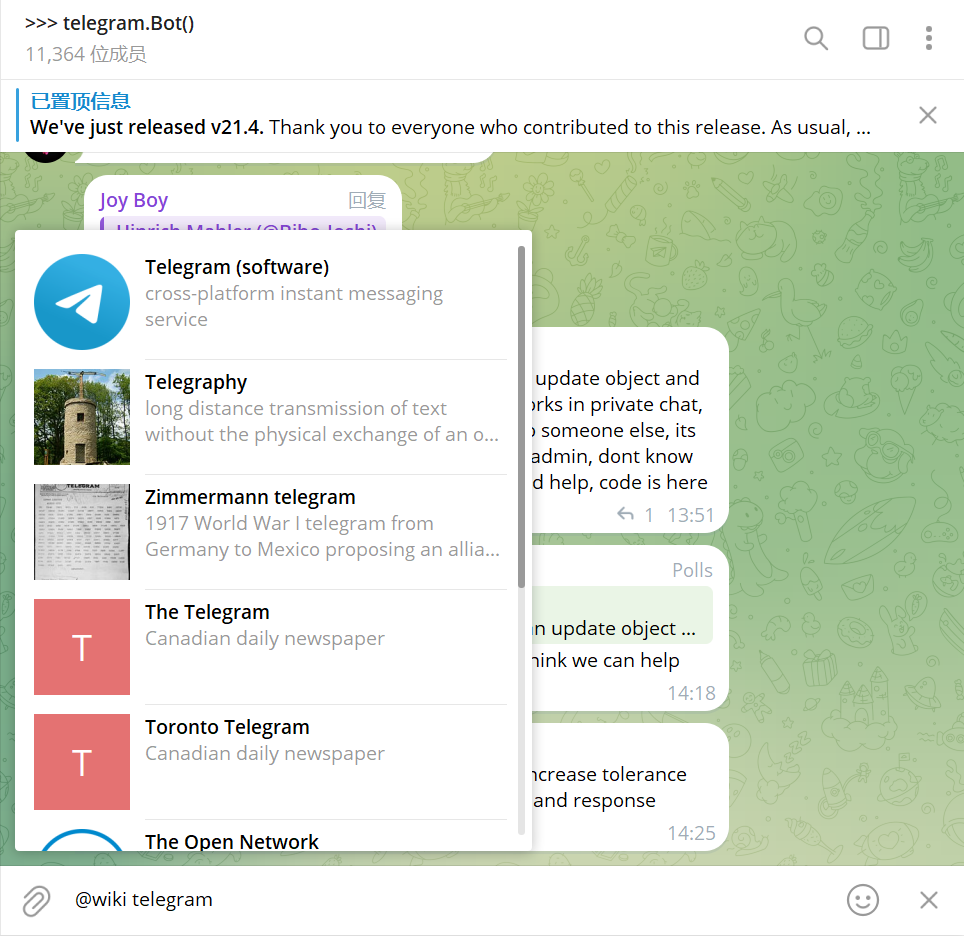 >>> telegram.Bot()
11,364 位成员
已置顶信息
We've just released v21.4. Thank you to everyone who contributed to this release. As usual, ...
Joy Boy
回复
Hinrich Mahler (@BiboJoshi)
Telegram (software)
cross-platform instant messaging
service
Telegraphy
long distance transmission of text
without the physical exchange of an o...
Zimmermann telegram
1917 World War I telegram from
Germany to Mexico proposing an allia...
T
The Telegram
Canadian daily newspaper
T
Toronto Telegram
Canadian daily newspaper
The Open Network
update object and
in private chat,
someone else, its
admin, dont know
help, code is here
1 13:51
Polls
update object ...
we can help
14:18
tolerance
and response
14:25
@wiki telegram